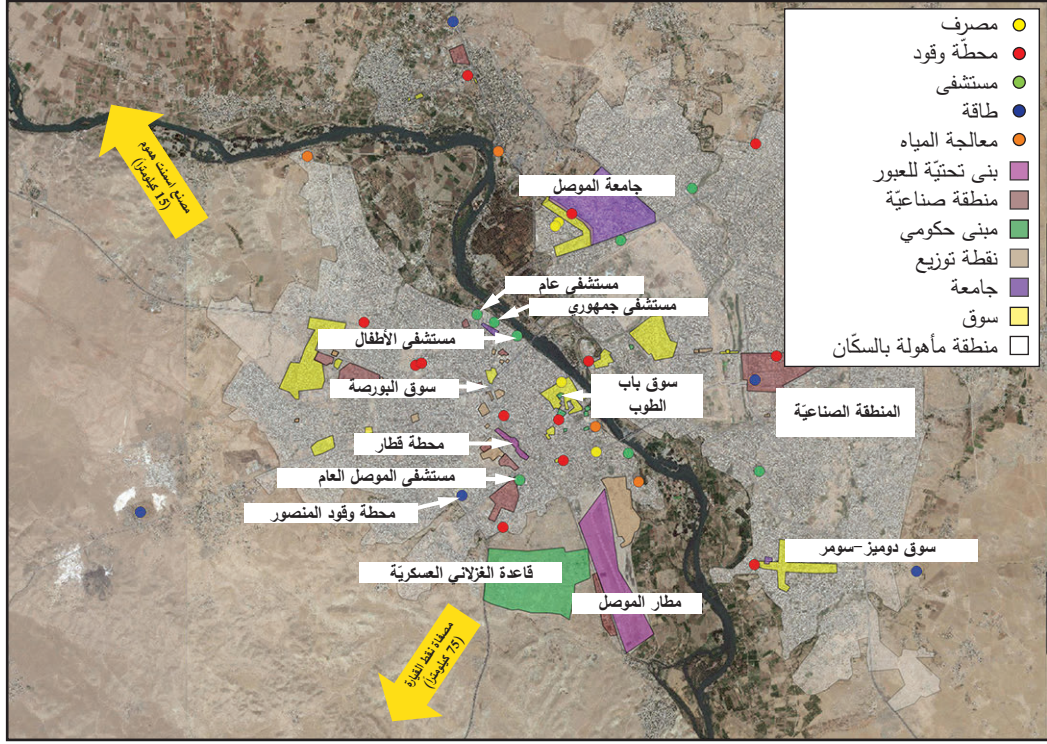 مصرف
محطّة وقود
مستشفى
طاقة
معالجة المياه
بنى تحتيّة للعبور
منطقة صناعيّة
مبنى حكومي
نقطة توزيع
جامعة
سوق
منطقة مأهولة بالسكّان
مصنع اسمنت هموم
(15 كيلومتراً)
جامعة الموصل
مستشفى عام
مستشفى جمهوري
مستشفى الأطفال
سوق البورصة
سوق باب
الطوب
المنطقة الصناعيّة
محطة قطار
مستشفى الموصل العام
محطة وقود المنصور
سوق دوميز-سومر
قاعدة الغزلاني العسكريّة
مطار الموصل
مصفاة نفط القيارة
(75 كيلومتراً)